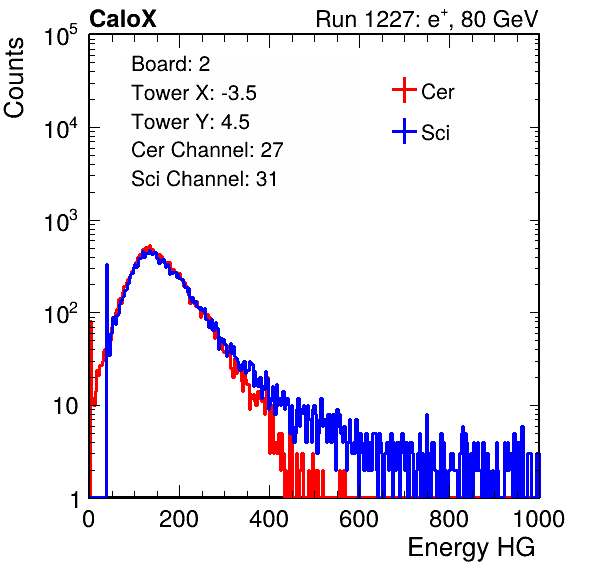 CaloX Run 1227: e⁺, 80 GeV
Counts
10⁵
10⁴
10³
10²
10
1
Board: 2
Tower X: -3.5
Tower Y: 4.5
Cer Channel: 27
Sci Channel: 31
Cer
Sci
0 200 400 600 800 1000
Energy HG